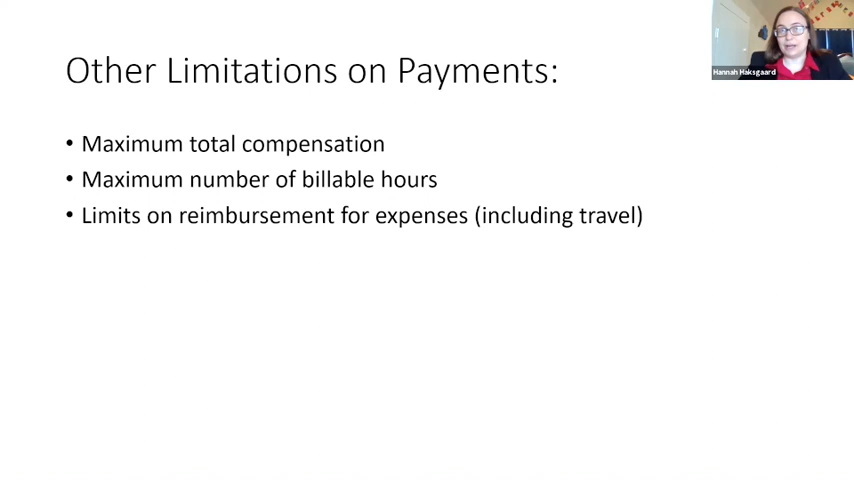 Other Limitations on Payments:
• Maximum total compensation
• Maximum number of billable hours
• Limits on reimbursement for expenses (including travel)
Hannah Haksgaard